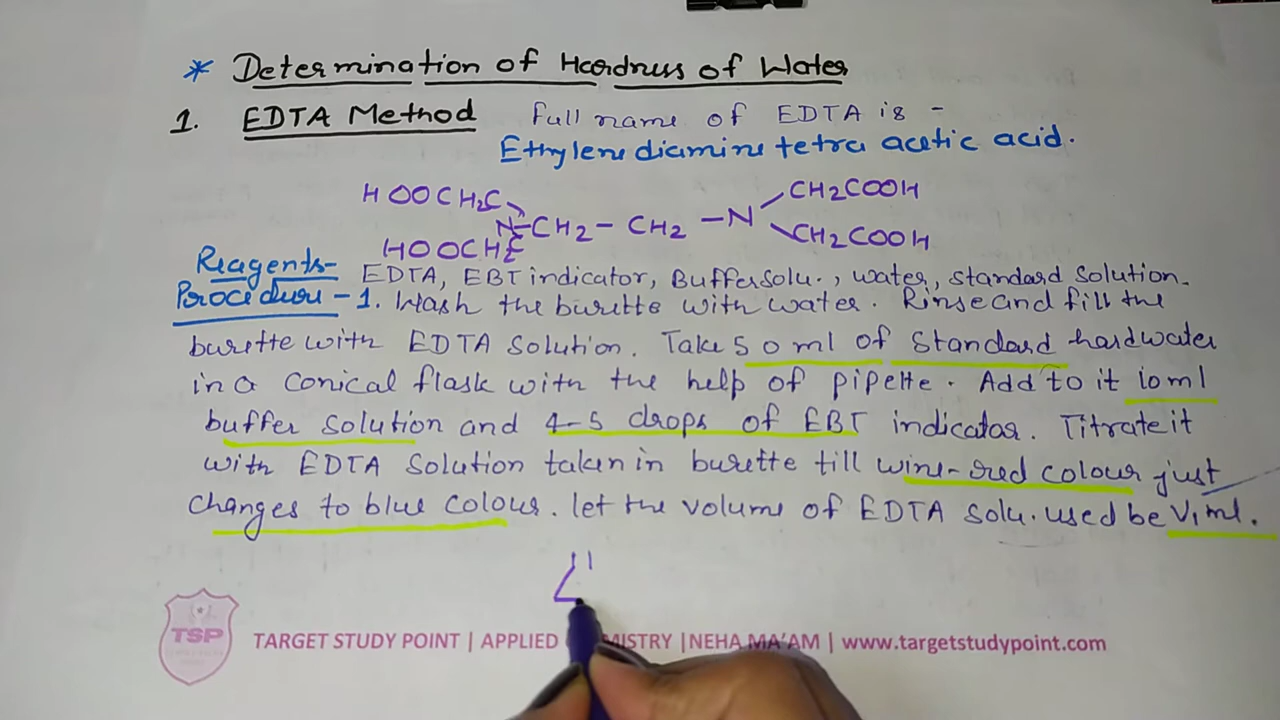 * Determination of Hardness of Water
1. EDTA Method Full name of EDTA is -
Ethylene diamine tetra acetic acid.
HOOCH2C CH2COOH
N-CH2-CH2-N
HOOCH2C CH2COOH
Reagents- EDTA, EBT indicator, Buffer Solu., water, standard Solution.
Procedure - 1. Wash the burette with water. Rinse and fill the
burette with EDTA Solution. Take 50 ml of Standard hardwater
in a Conical flask with the help of pipette. Add to it 10ml
buffer solution and 4-5 drops of EBT indicator. Titrate it
with EDTA Solution taken in burette till wine-red colour just
changes to blue colour. let the volume of EDTA Solu. used be V1 ml.
TSP
TARGET STUDY POINT | APPLIED MISTRY |NEHA MA'AM | www.targetstudypoint.com